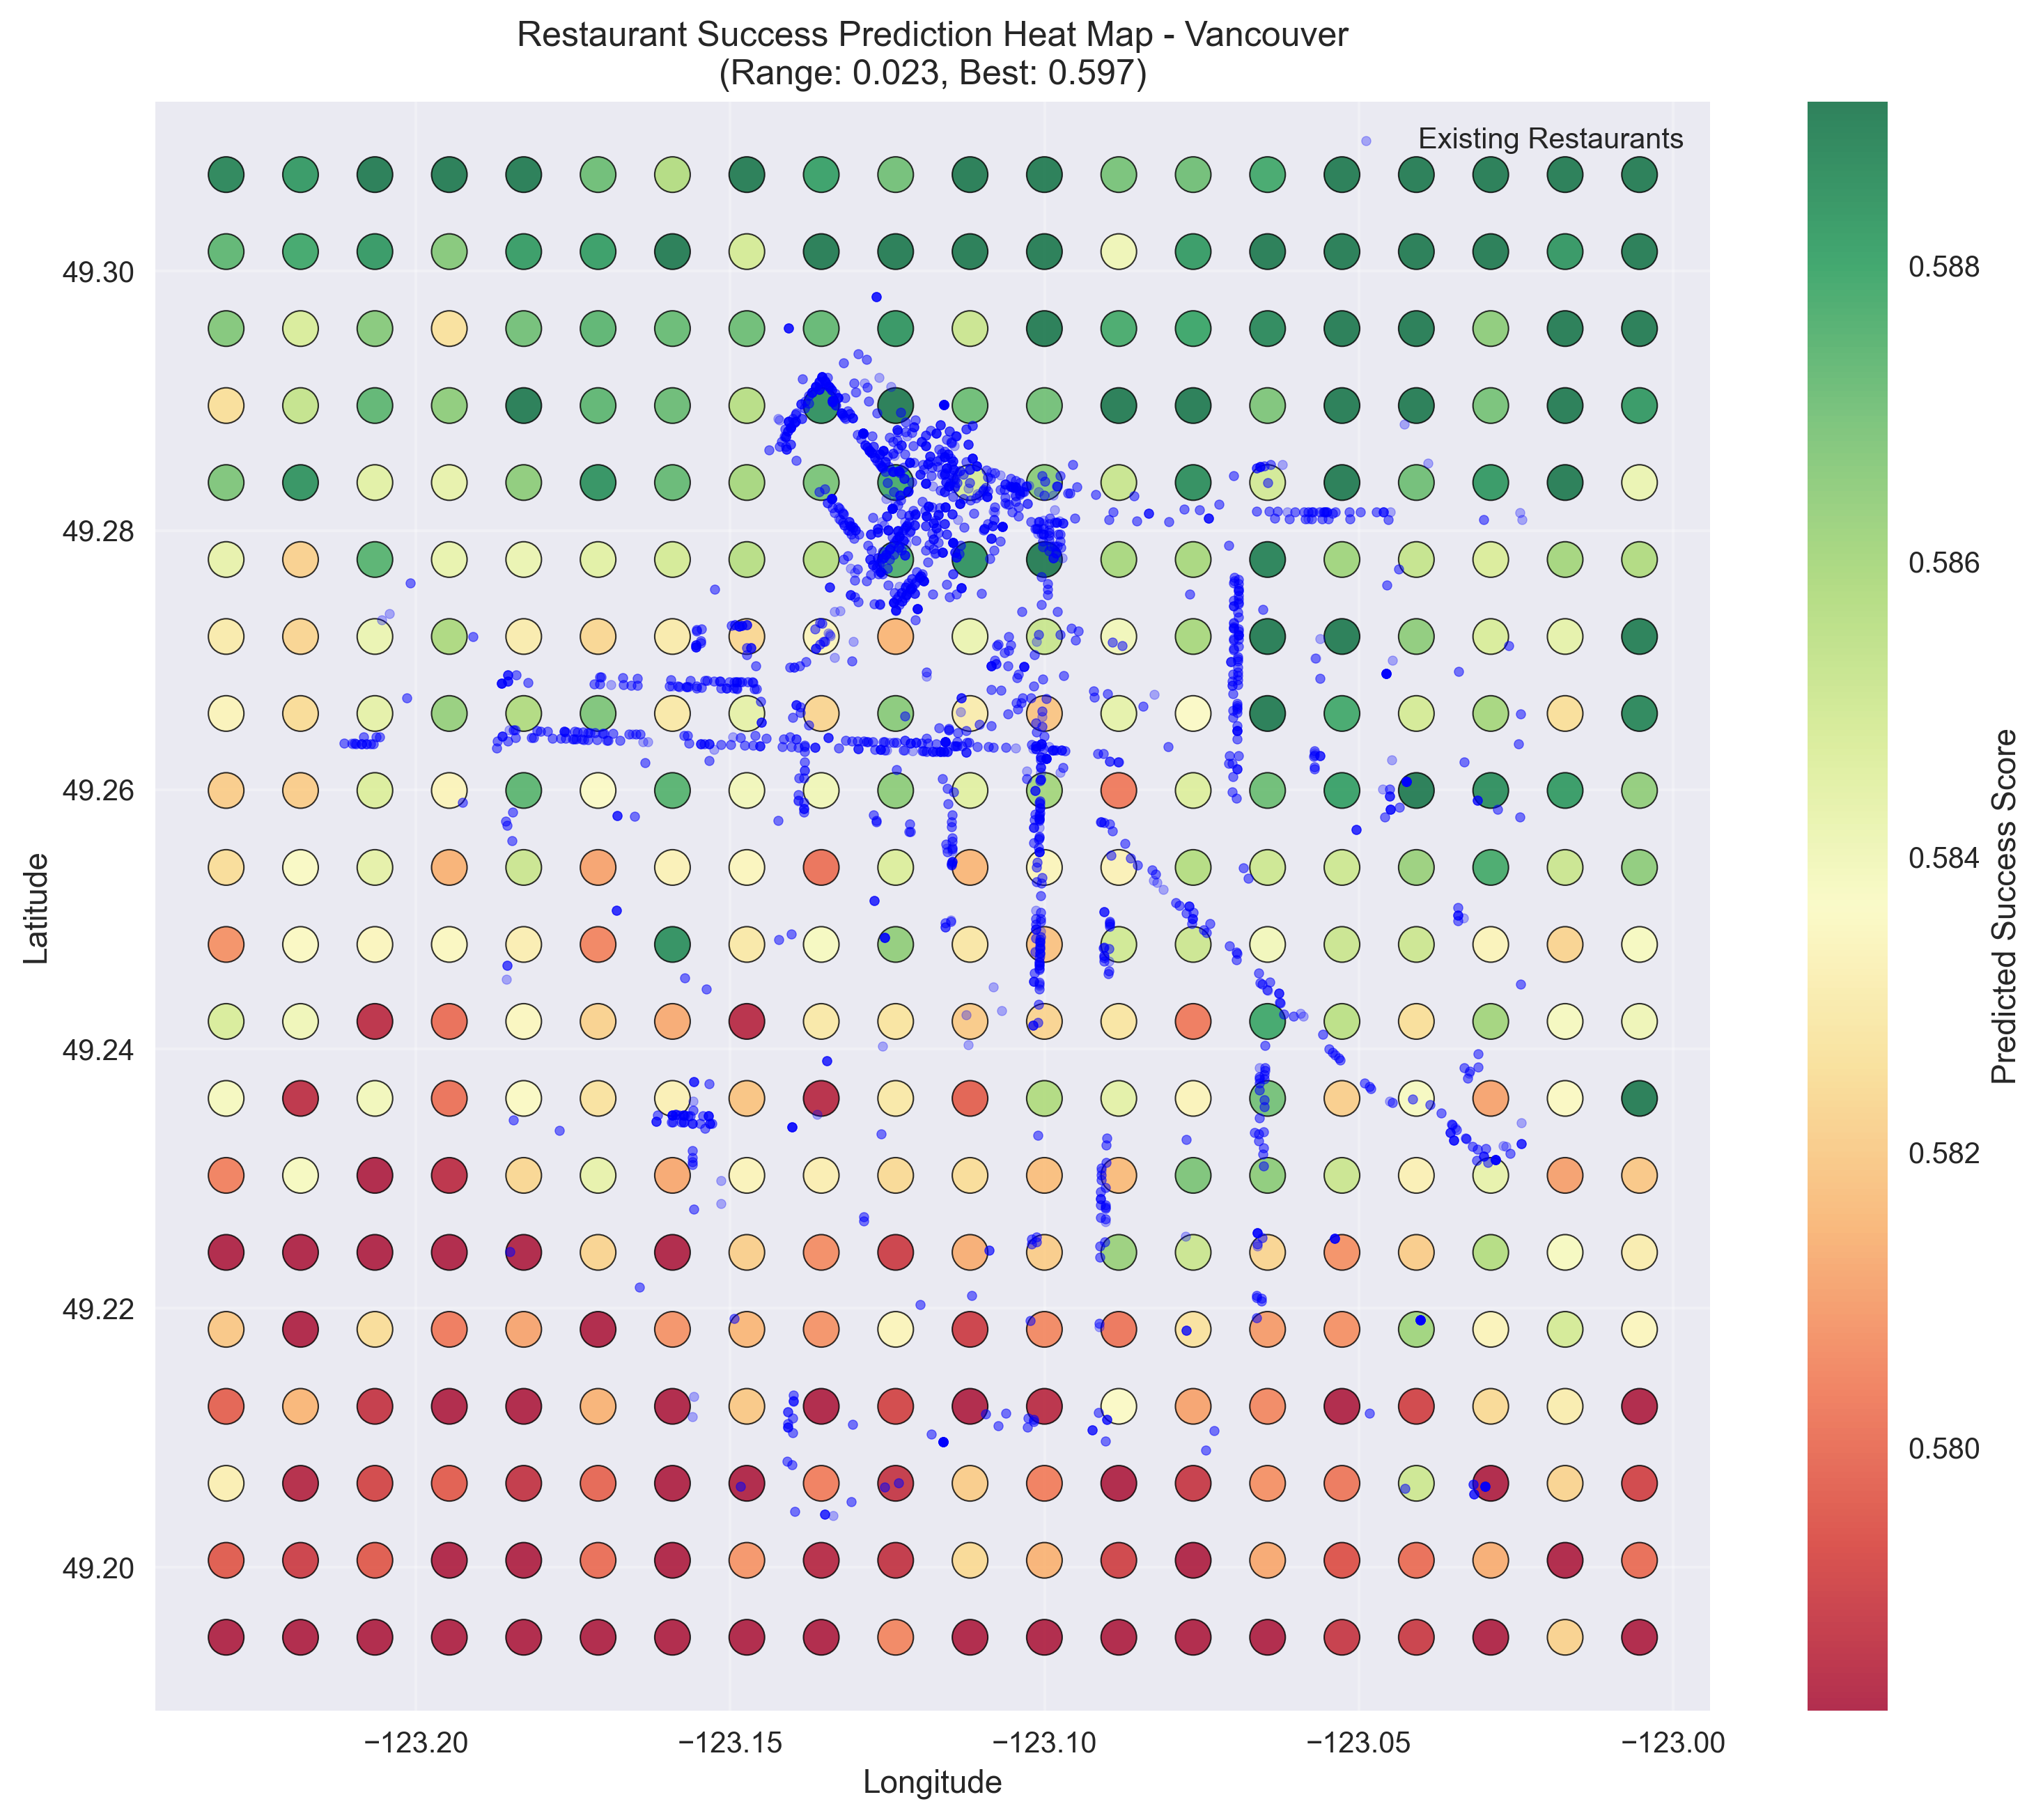 Restaurant Success Prediction Heat Map - Vancouver
(Range: 0.023, Best: 0.597)
Existing Restaurants
49.30
49.28
49.26
49.24
49.22
49.20
Latitude
−123.20
−123.15
−123.10
−123.05
−123.00
Longitude
0.588
0.586
0.584
0.582
0.580
Predicted Success Score